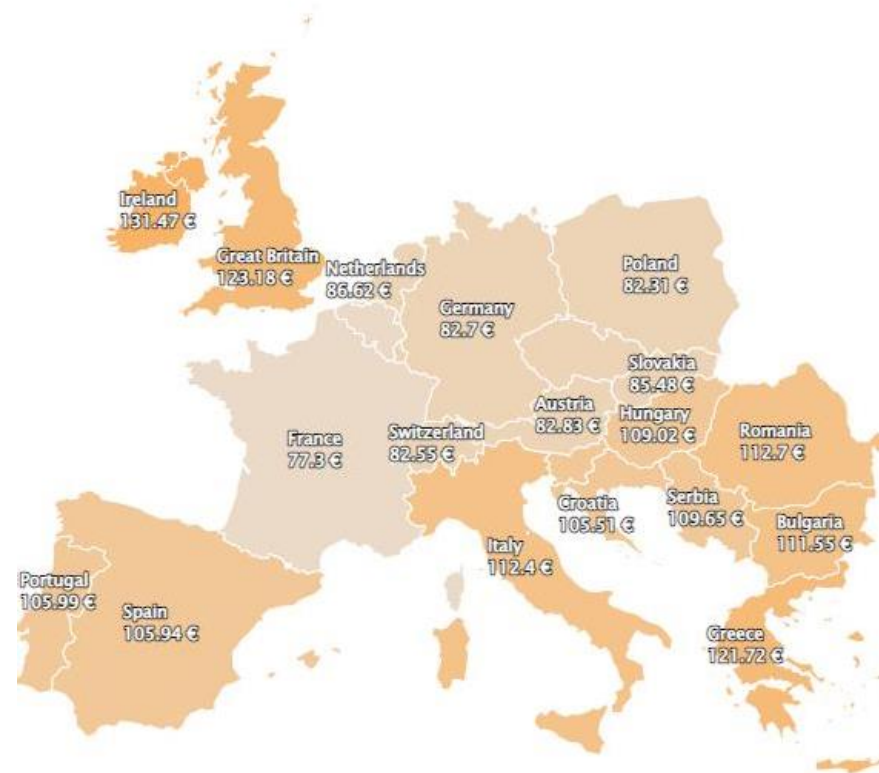 Ireland
131.47 €
Great Britain
123.18 €
Netherlands
86.62 €
Poland
82.31 €
Germany
82.7 €
Slovakia
85.48 €
Austria
82.83 €
Hungary
109.02 €
France
77.3 €
Switzerland
82.55 €
Romania
112.7 €
Croatia
105.51 €
Serbia
109.65 €
Bulgaria
111.55 €
Italy
112.4 €
Portugal
105.99 €
Spain
105.94 €
Greece
121.72 €